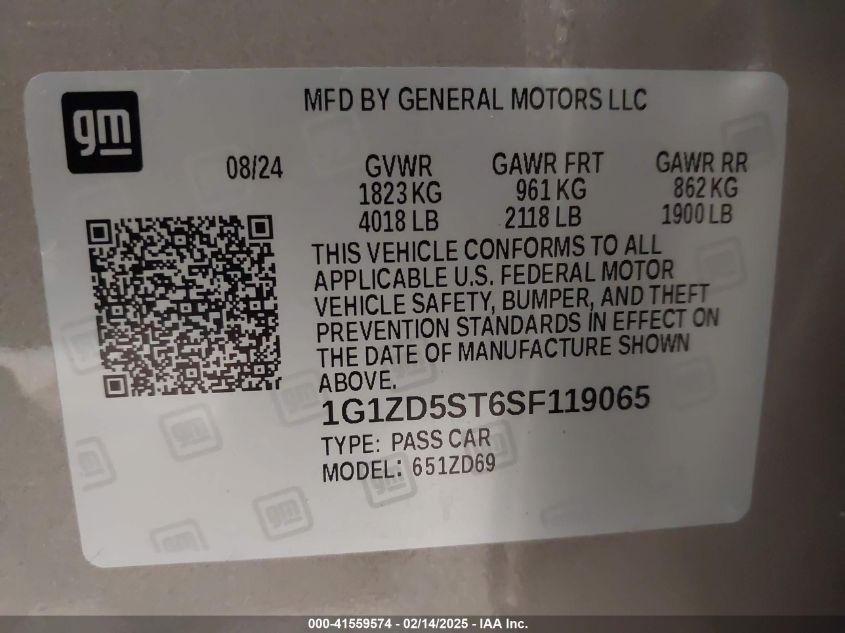 gm
MFD BY GENERAL MOTORS LLC
08/24 GVWR GAWR FRT GAWR RR
1823 KG 961 KG 862 KG
4018 LB 2118 LB 1900 LB
THIS VEHICLE CONFORMS TO ALL
APPLICABLE U.S. FEDERAL MOTOR
VEHICLE SAFETY, BUMPER, AND THEFT
PREVENTION STANDARDS IN EFFECT ON
THE DATE OF MANUFACTURE SHOWN
ABOVE.
1G1ZD5ST6SF119065
TYPE: PASS CAR
MODEL: 651ZD69
000-41559574 - 02/14/2025 - IAA Inc.